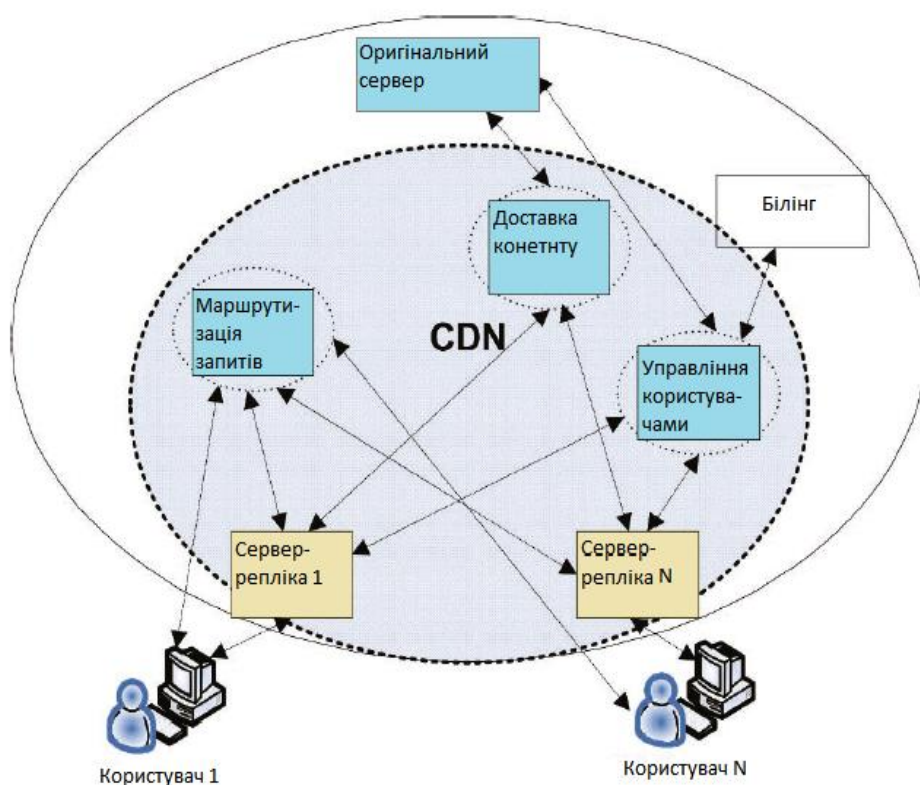 Оригінальний
сервер
Білінг
Доставка
конетнту
Маршрути-
зація
запитів
CDN
Управління
користува-
чами
Сервер-
репліка 1
Сервер-
репліка N
Користувач 1
Користувач N